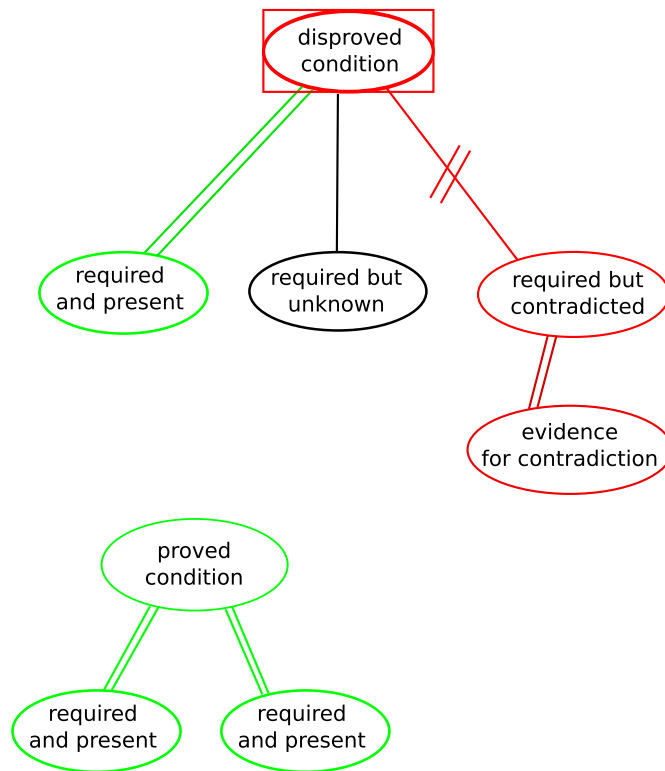 disproved
condition
required
and present
required but
unknown
required but
contradicted
evidence
for contradiction
proved
condition
required
and present
required
and present